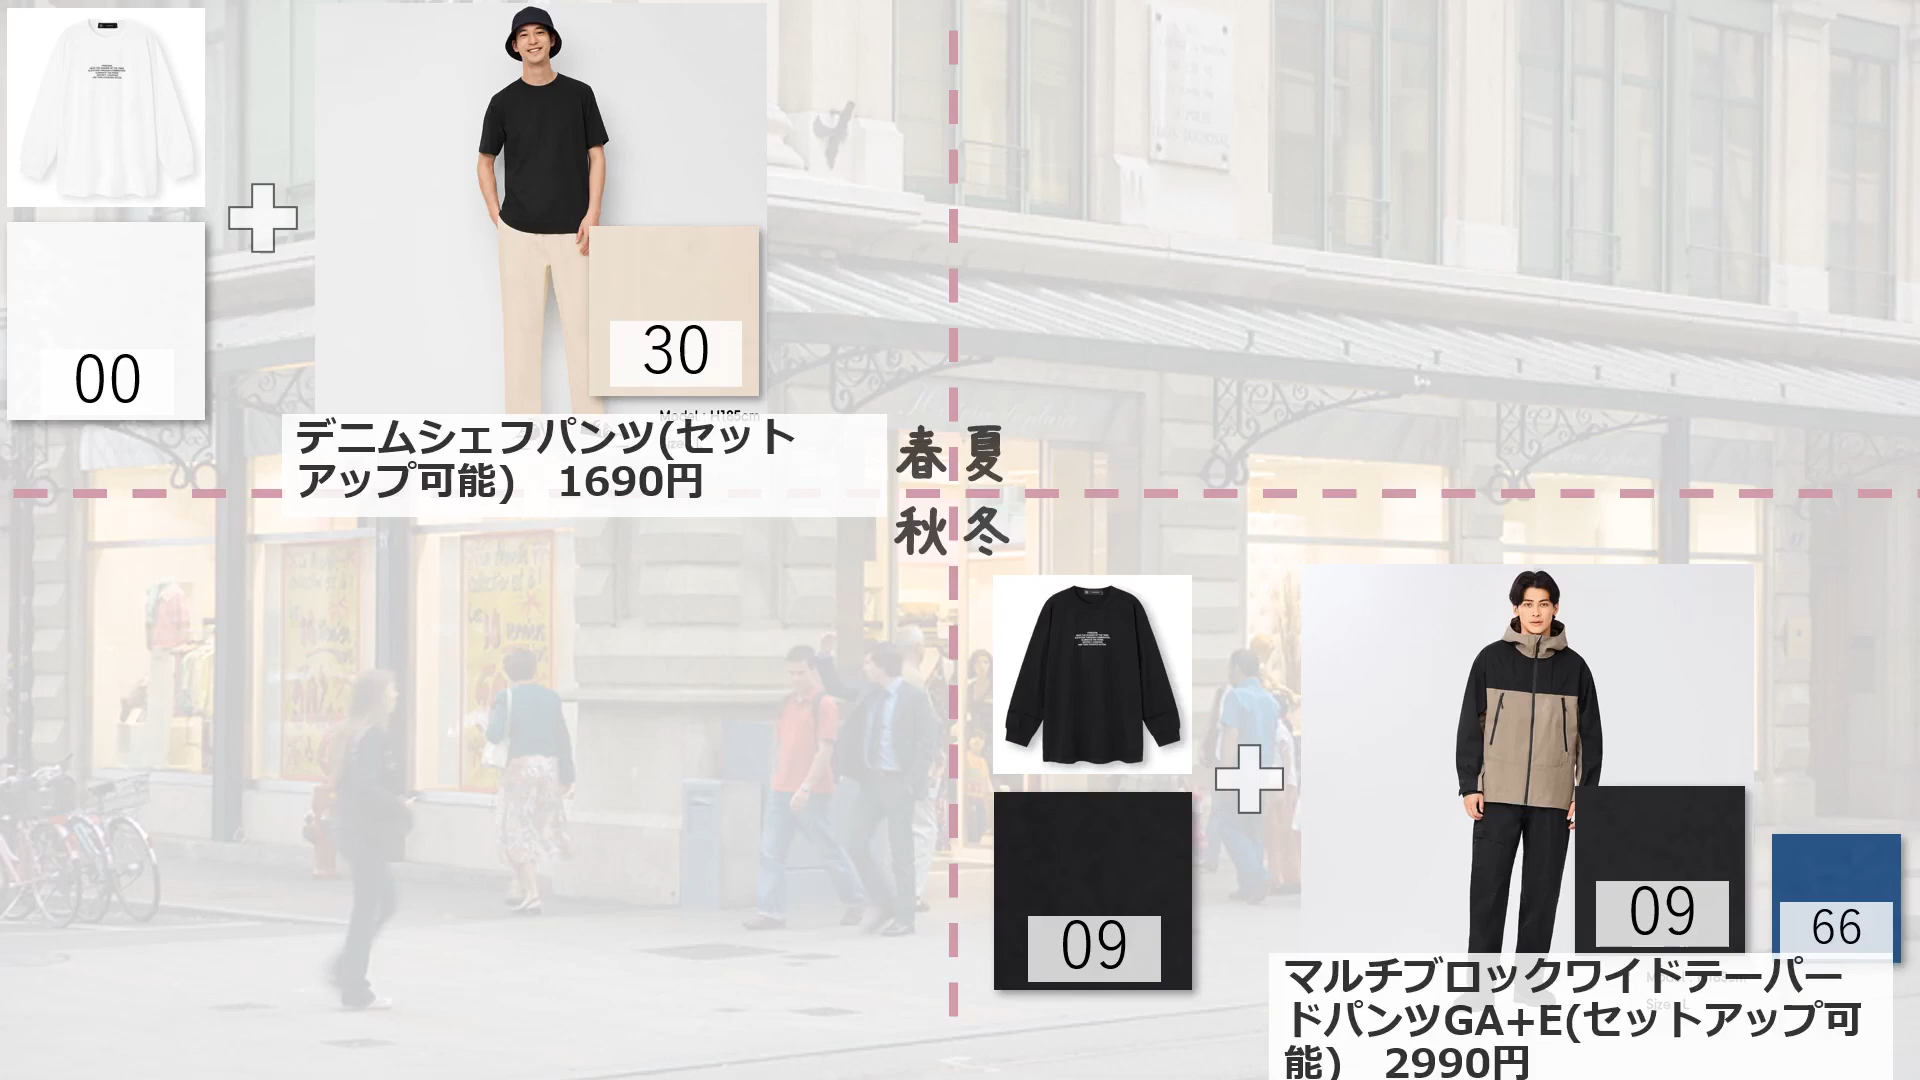 00
30
Model : H185cm
デニムシェフパンツ(セット
アップ可能)　1690円
春 夏
秋 冬
09
09
66
マルチブロックワイドテーパー
ドパンツGA+E(セットアップ可
能)　2990円